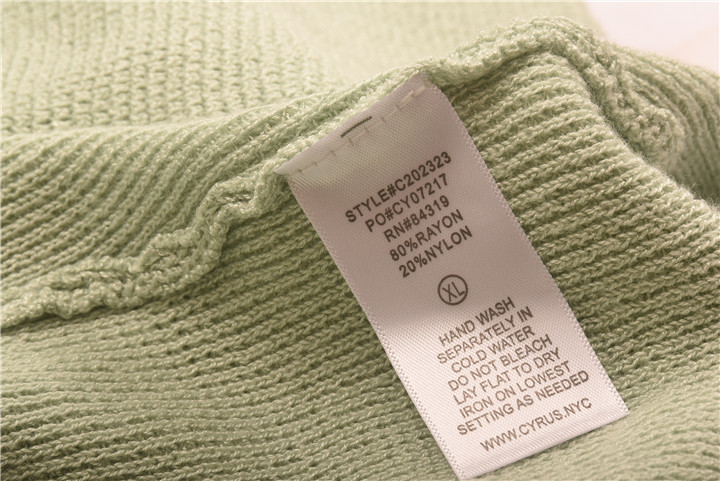 STYLE#C202323
PO#CY07217
RN#84319
80%RAYON
20%NYLON
XL
HAND WASH
SEPARATELY IN
COLD WATER
DO NOT BLEACH
LAY FLAT TO DRY
IRON ON LOWEST
SETTING AS NEEDED
WWW.CYRUS.NYC